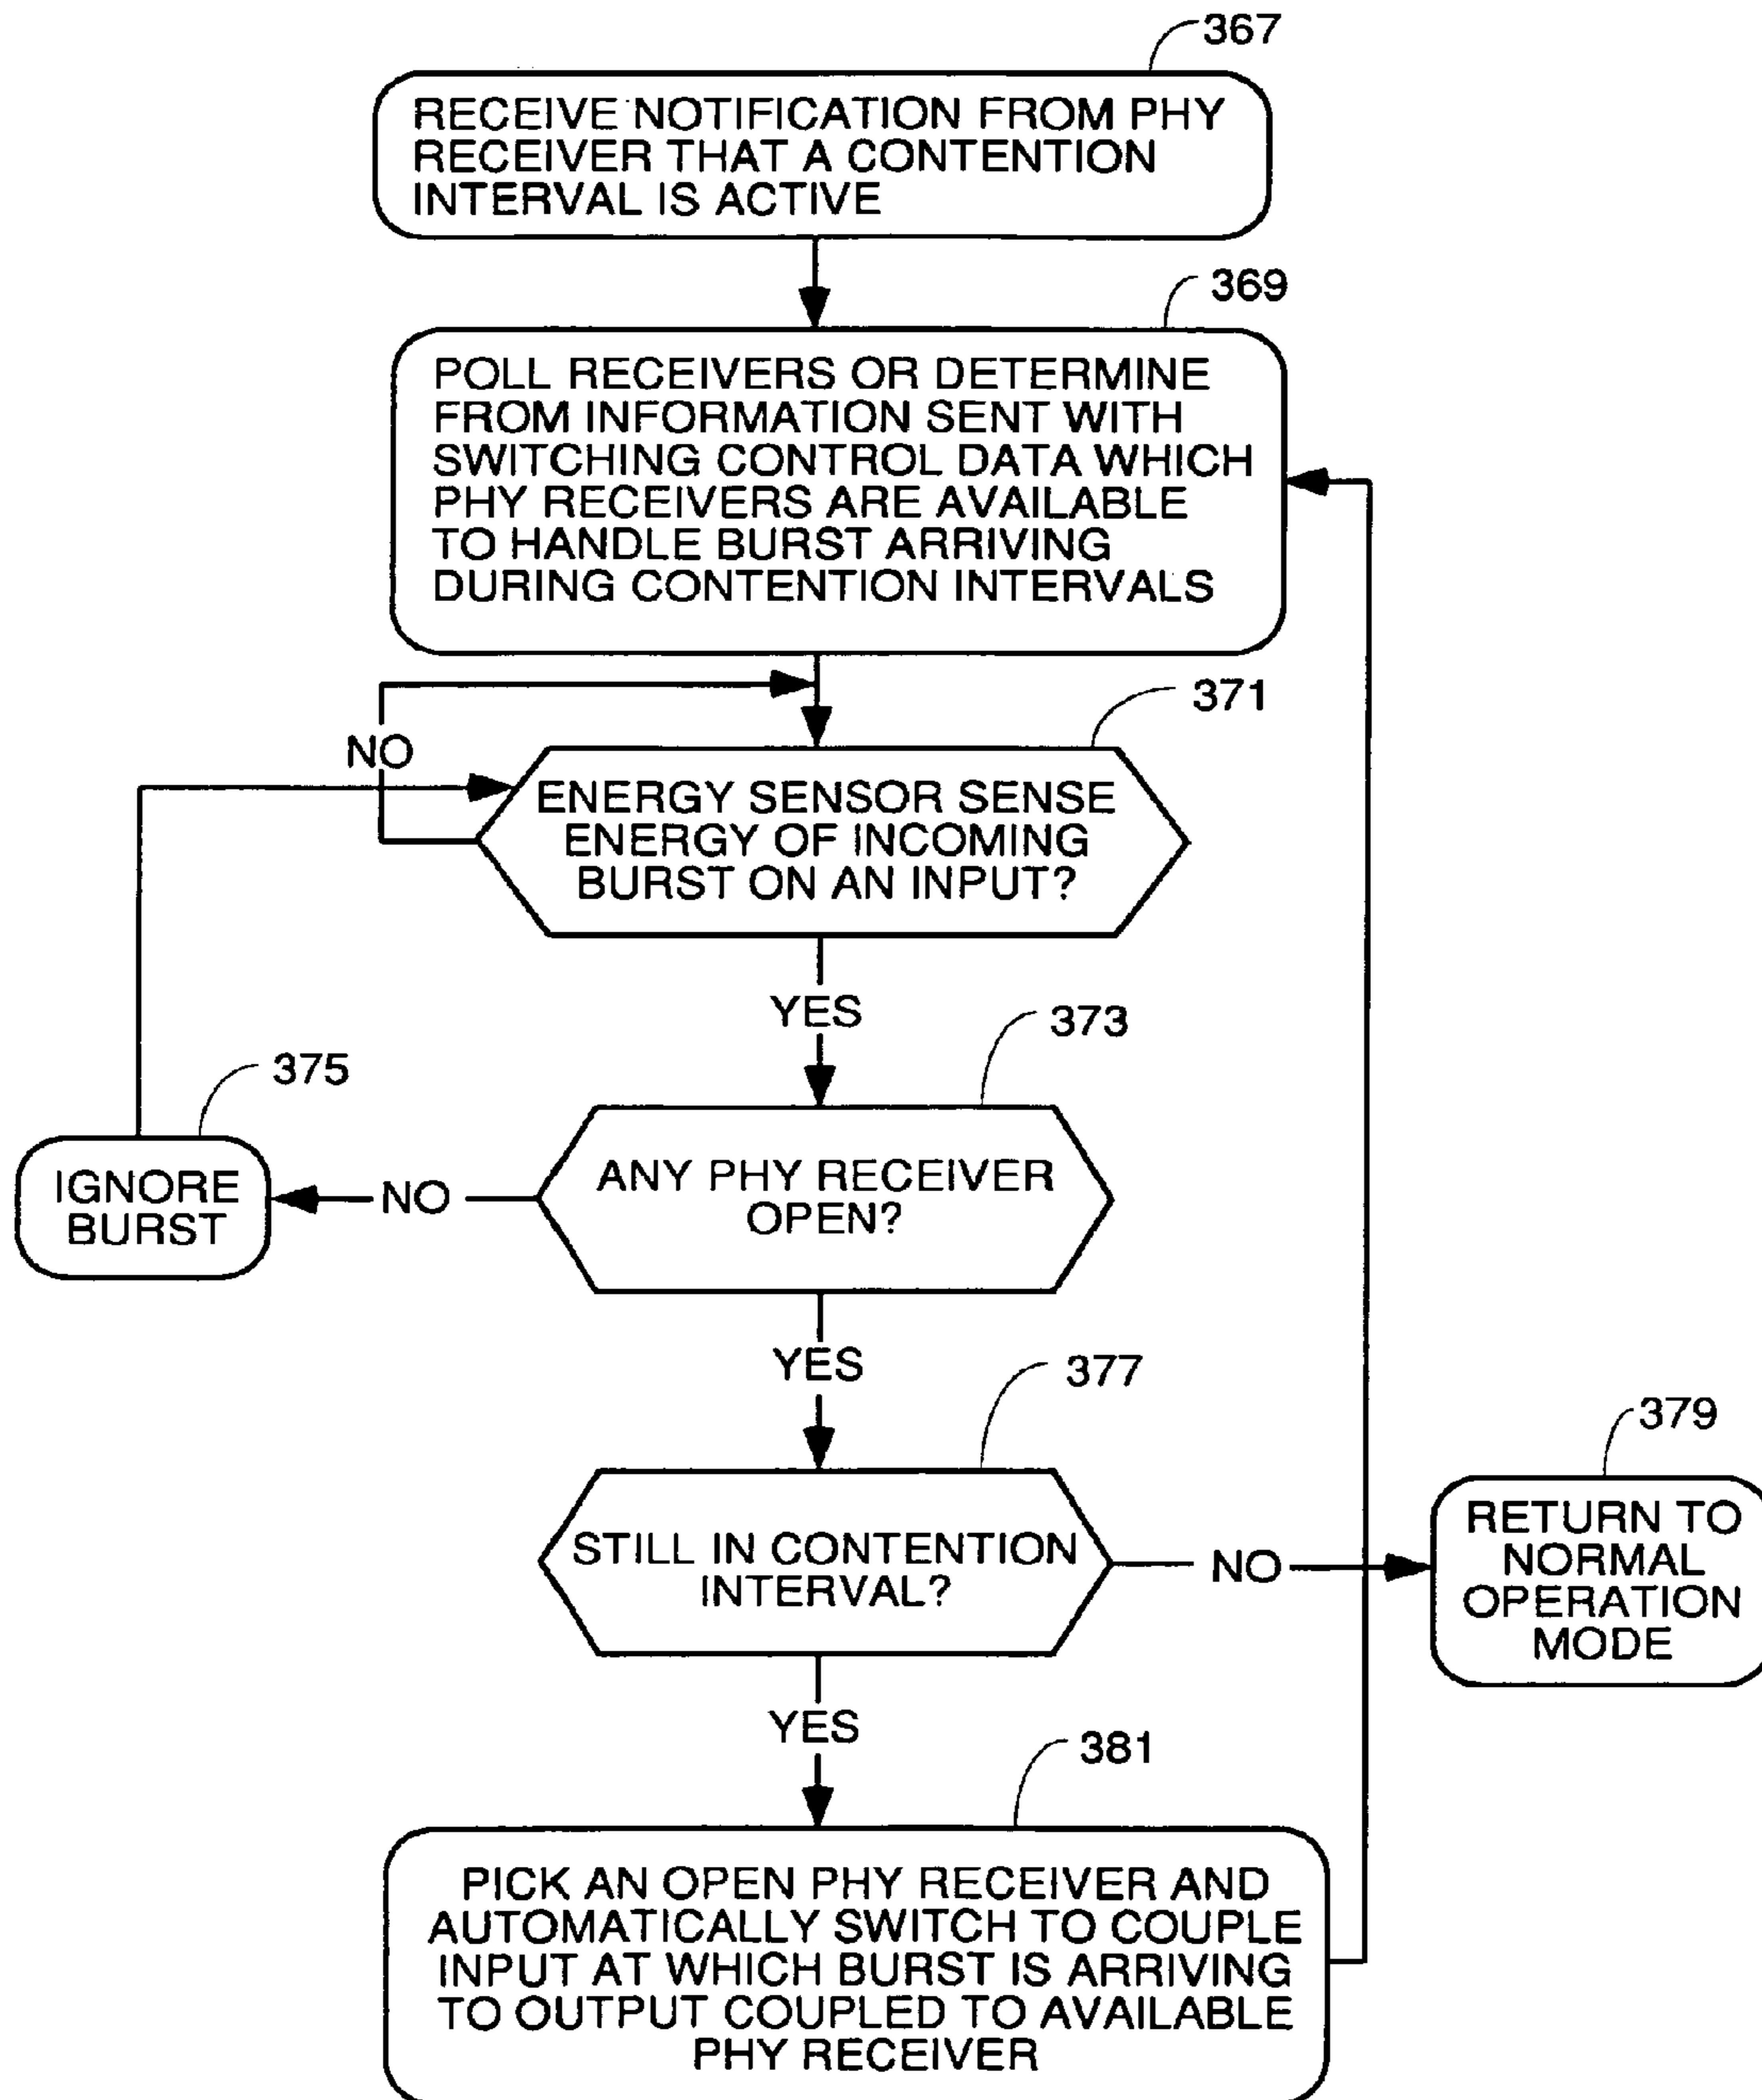 367
RECEIVE NOTIFICATION FROM PHY
RECEIVER THAT A CONTENTION
INTERVAL IS ACTIVE
369
POLL RECEIVERS OR DETERMINE
FROM INFORMATION SENT WITH
SWITCHING CONTROL DATA WHICH
PHY RECEIVERS ARE AVAILABLE
TO HANDLE BURST ARRIVING
DURING CONTENTION INTERVALS
371
NO
ENERGY SENSOR SENSE
ENERGY OF INCOMING
BURST ON AN INPUT?
YES
373
375
ANY PHY RECEIVER
OPEN?
NO
IGNORE
BURST
YES
377
STILL IN CONTENTION
INTERVAL?
NO
379
RETURN TO
NORMAL
OPERATION
MODE
YES
381
PICK AN OPEN PHY RECEIVER AND
AUTOMATICALLY SWITCH TO COUPLE
INPUT AT WHICH BURST IS ARRIVING
TO OUTPUT COUPLED TO AVAILABLE
PHY RECEIVER